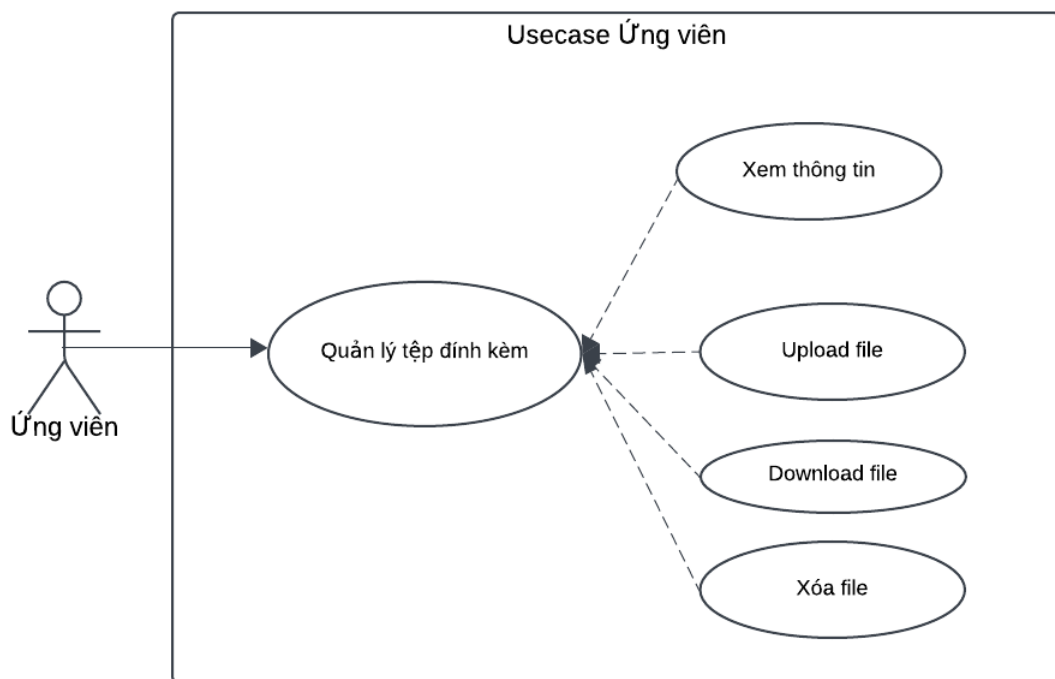 Usecase Ứng viên
Xem thông tin
Quản lý tệp đính kèm
Upload file
Ứng viên
Download file
Xóa file